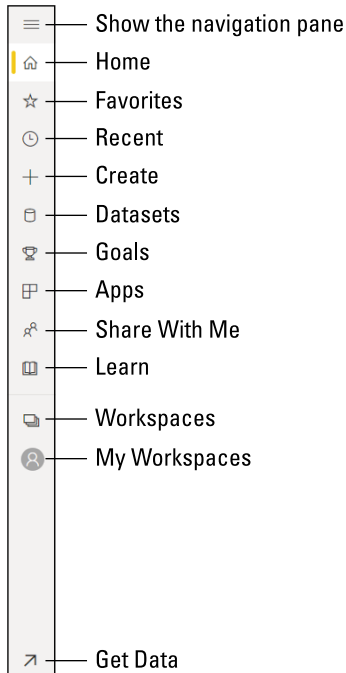 Show the navigation pane
Home
Favorites
Recent
Create
Datasets
Goals
Apps
Share With Me
Learn
Workspaces
My Workspaces
Get Data